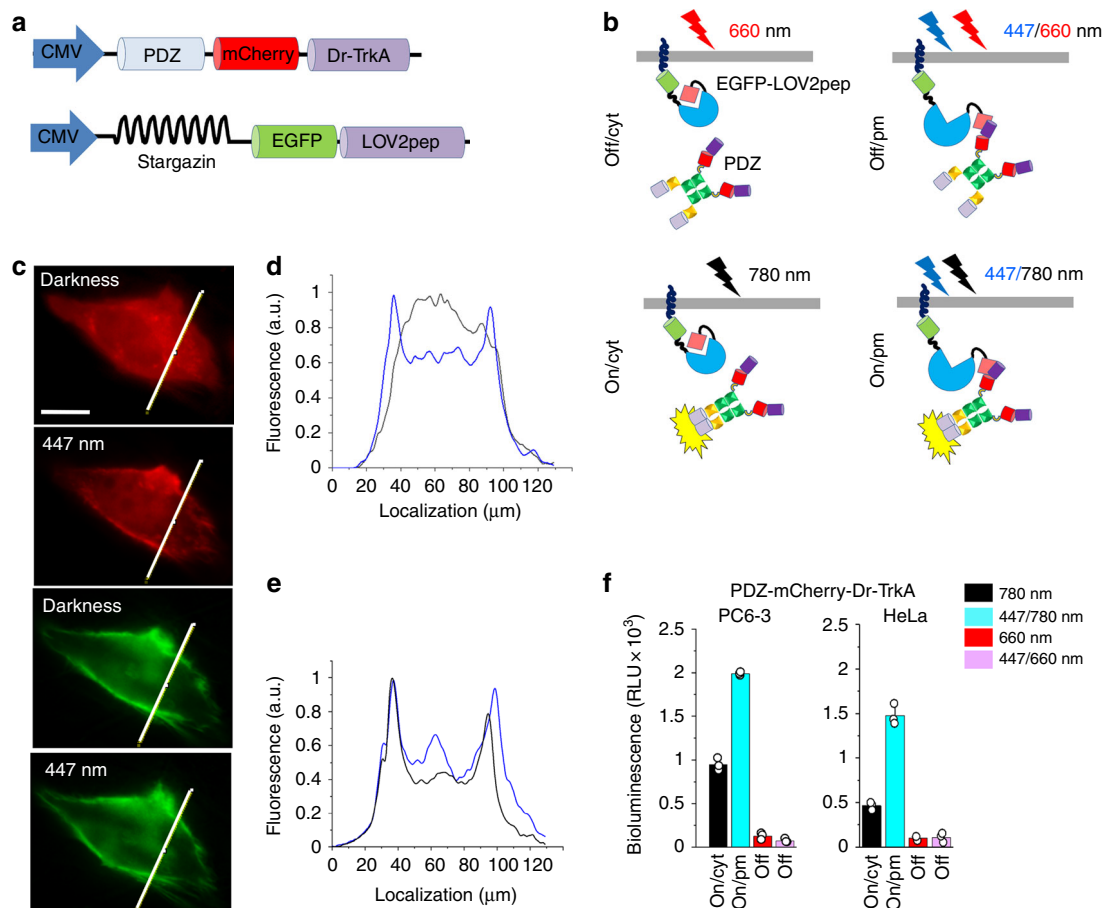 a
CMV
PDZ
mCherry
Dr-TrkA
CMV
Stargazin
EGFP
LOV2pep
b
660 nm
447/660 nm
Off/cyt
EGFP-LOV2pep
PDZ
Off/pm
780 nm
447/780 nm
On/cyt
On/pm
c
Darkness
447 nm
Darkness
447 nm
d
Fluorescence (a.u.)
1
0.8
0.6
0.4
0.2
0
0 20 40 60 80 100 120
Localization (μm)
e
Fluorescence (a.u.)
1
0.8
0.6
0.4
0.2
0
0 20 40 60 80 100 120
Localization (μm)
f
PDZ-mCherry-Dr-TrkA
PC6-3
HeLa
780 nm
447/780 nm
660 nm
447/660 nm
Bioluminescence (RLU × 10³)
2.5
2
1.5
1
0.5
0
On/cyt
On/pm
Off
Off
2.5
2
1.5
1
0.5
0
On/cyt
On/pm
Off
Off